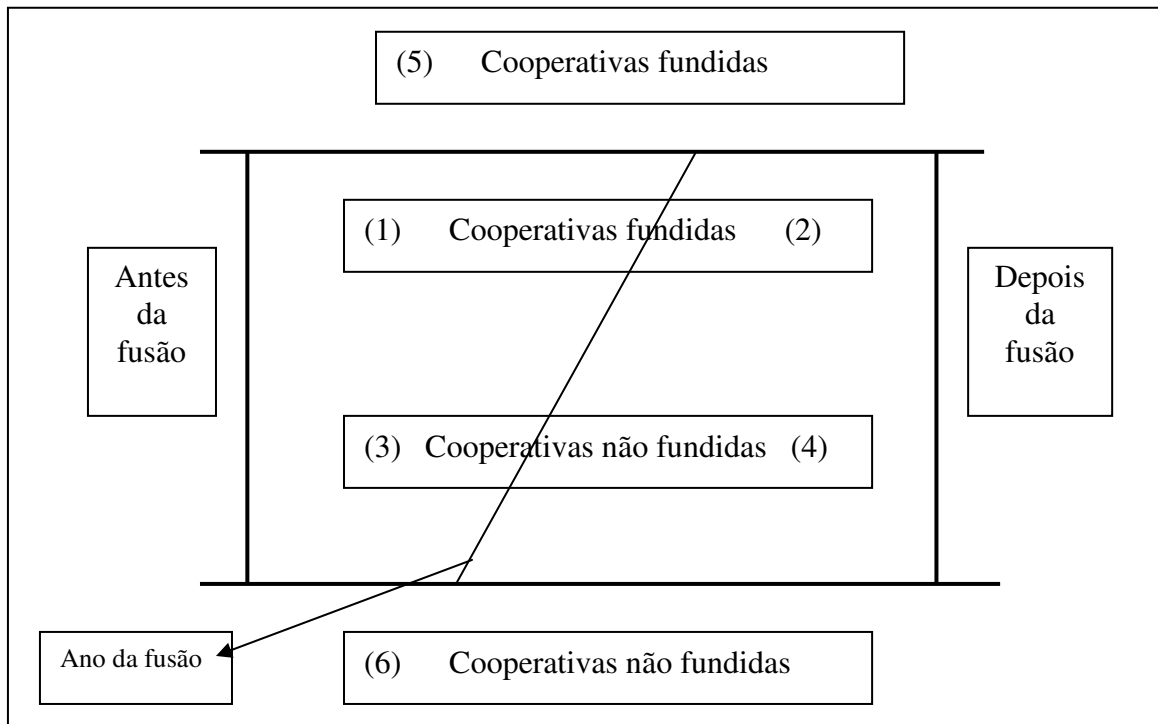 (5) Cooperativas fundidas
(1) Cooperativas fundidas (2)
Antes
da
fusão
Depois
da
fusão
(3) Cooperativas não fundidas (4)
Ano da fusão
(6) Cooperativas não fundidas